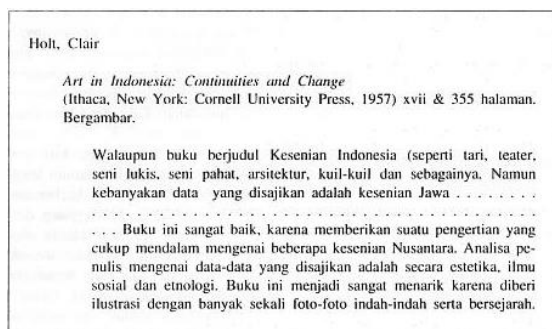 Holt, Clair
Art in Indonesia: Continuities and Change
(Ithaca, New York: Cornell University Press, 1957) xvii & 355 halaman.
Bergambar.
Walaupun buku berjudul Kesenian Indonesia (seperti tari, teater,
seni lukis, seni pahat, arsitektur, kuil-kuil dan sebagainya. Namun
kebanyakan data yang disajikan adalah kesenian Jawa . . . . . . . .
. . . . . . . . . . . . . . . . . . . . . . . . . . . . . . . . . . . . . . . . . . . .
. . . Buku ini sangat baik, karena memberikan suatu pengertian yang
cukup mendalam mengenai beberapa kesenian Nusantara. Analisa pe-
nulis mengenai data-data yang disajikan adalah secara estetika, ilmu
sosial dan etnologi. Buku ini menjadi sangat menarik karena diberi
ilustrasi dengan banyak sekali foto-foto indah-indah serta bersejarah.